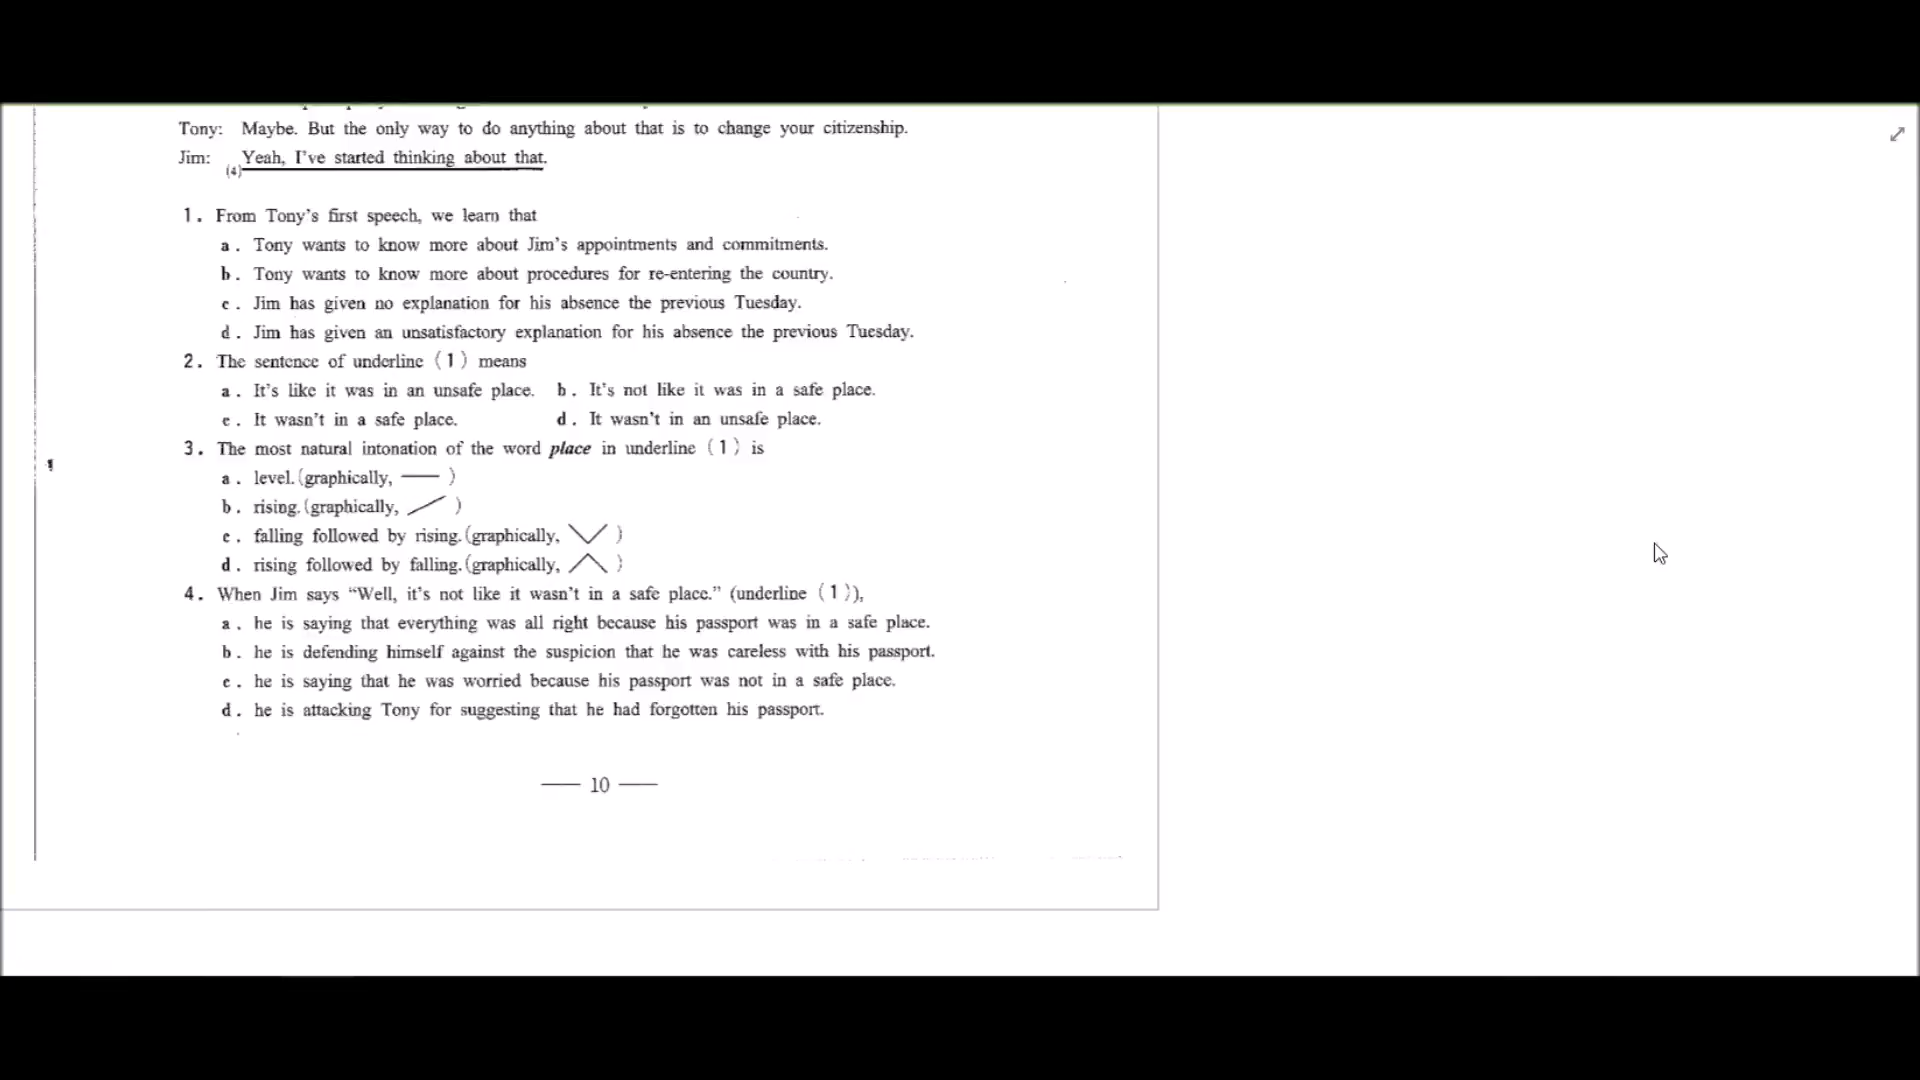 Tony: Maybe. But the only way to do anything about that is to change your citizenship.
Jim: (4)Yeah, I've started thinking about that.
1. From Tony's first speech, we learn that
a. Tony wants to know more about Jim's appointments and commitments.
b. Tony wants to know more about procedures for re-entering the country.
c. Jim has given no explanation for his absence the previous Tuesday.
d. Jim has given an unsatisfactory explanation for his absence the previous Tuesday.
2. The sentence of underline (1) means
a. It's like it was in an unsafe place. b. It's not like it was in a safe place.
c. It wasn't in a safe place. d. It wasn't in an unsafe place.
3. The most natural intonation of the word place in underline (1) is
a. level. (graphically, — )
b. rising. (graphically, ／ )
c. falling followed by rising. (graphically, ∨ )
d. rising followed by falling. (graphically, ∧ )
4. When Jim says “Well, it's not like it wasn't in a safe place.” (underline (1)),
a. he is saying that everything was all right because his passport was in a safe place.
b. he is defending himself against the suspicion that he was careless with his passport.
c. he is saying that he was worried because his passport was not in a safe place.
d. he is attacking Tony for suggesting that he had forgotten his passport.
— 10 —